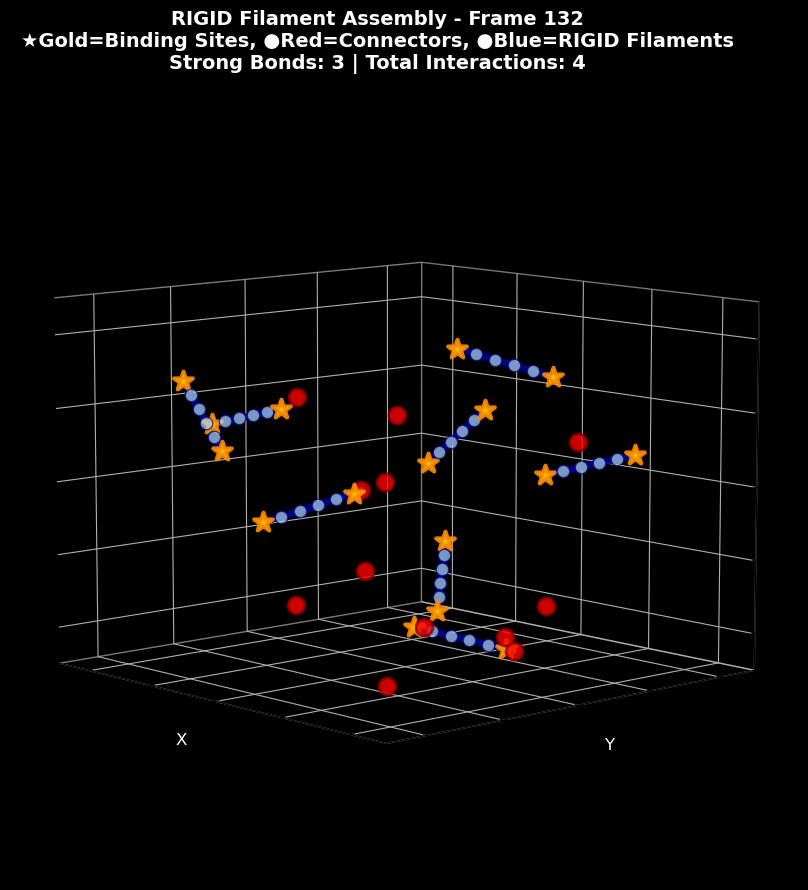 RIGID Filament Assembly - Frame 132
★Gold=Binding Sites, ●Red=Connectors, ●Blue=RIGID Filaments
Strong Bonds: 3 | Total Interactions: 4
X
Y